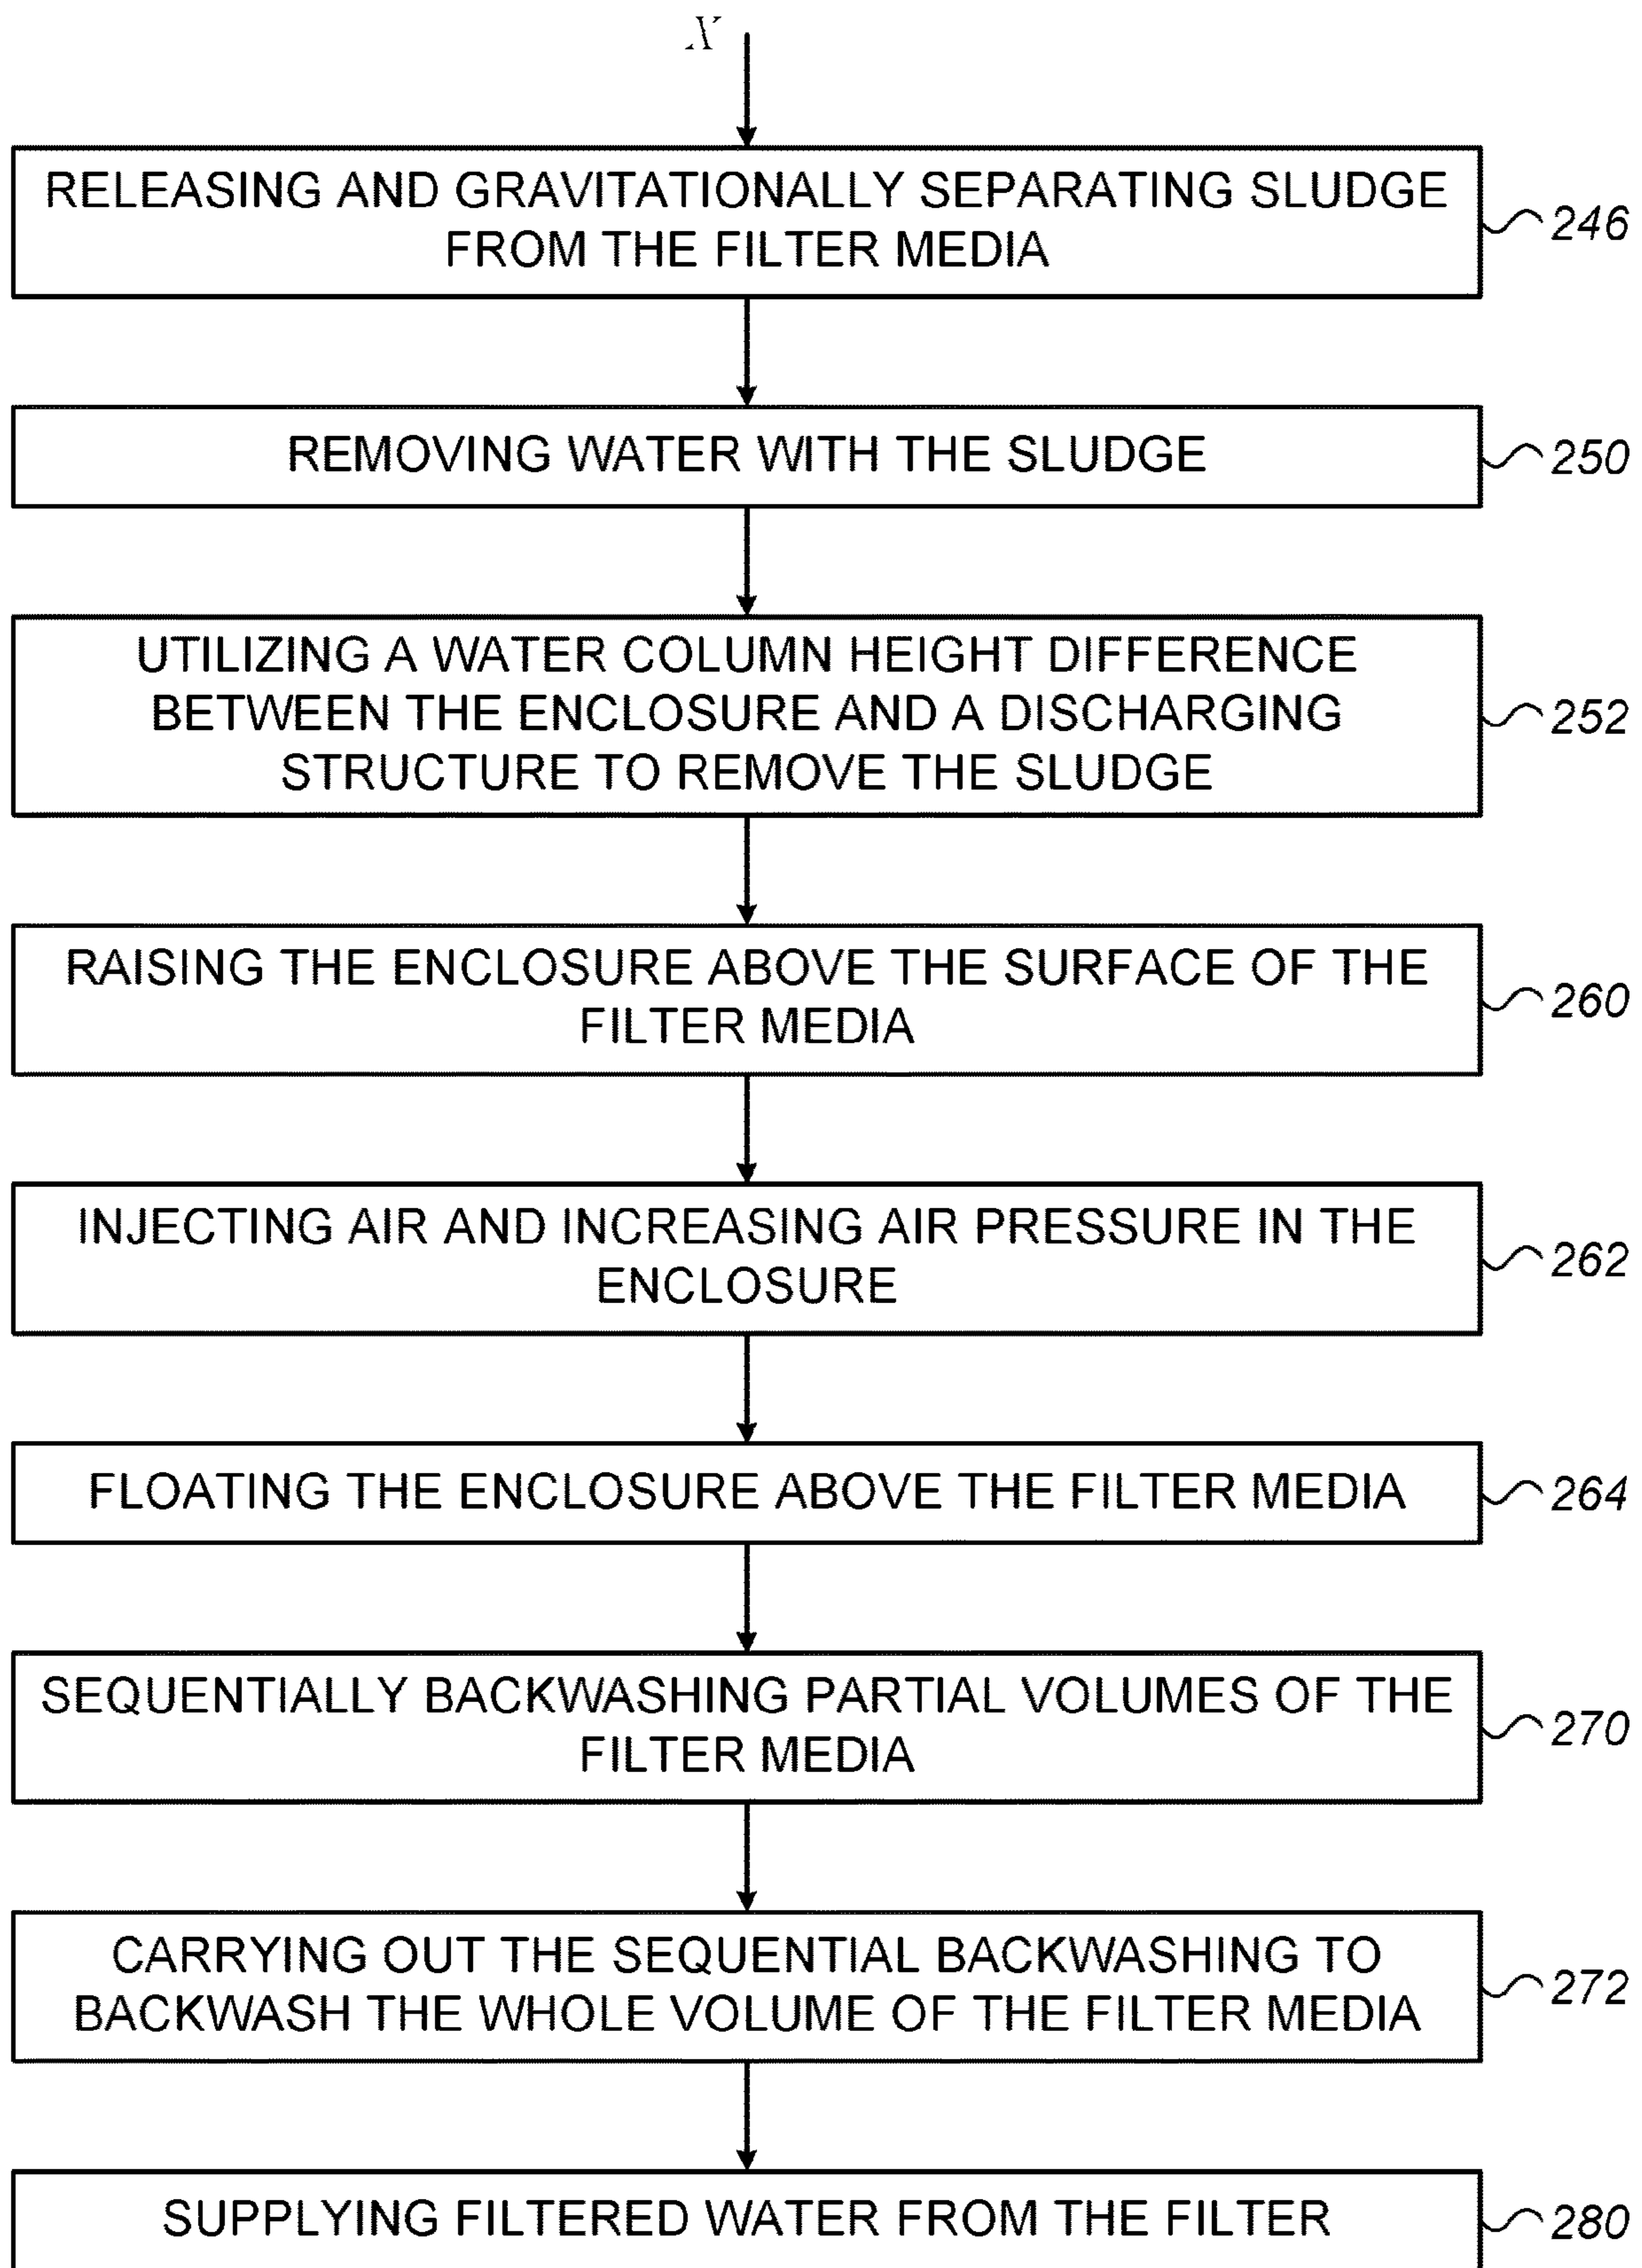 X
RELEASING AND GRAVITATIONALLY SEPARATING SLUDGE
FROM THE FILTER MEDIA
246
REMOVING WATER WITH THE SLUDGE
250
UTILIZING A WATER COLUMN HEIGHT DIFFERENCE
BETWEEN THE ENCLOSURE AND A DISCHARGING
STRUCTURE TO REMOVE THE SLUDGE
252
RAISING THE ENCLOSURE ABOVE THE SURFACE OF THE
FILTER MEDIA
260
INJECTING AIR AND INCREASING AIR PRESSURE IN THE
ENCLOSURE
262
FLOATING THE ENCLOSURE ABOVE THE FILTER MEDIA
264
SEQUENTIALLY BACKWASHING PARTIAL VOLUMES OF THE
FILTER MEDIA
270
CARRYING OUT THE SEQUENTIAL BACKWASHING TO
BACKWASH THE WHOLE VOLUME OF THE FILTER MEDIA
272
SUPPLYING FILTERED WATER FROM THE FILTER
280